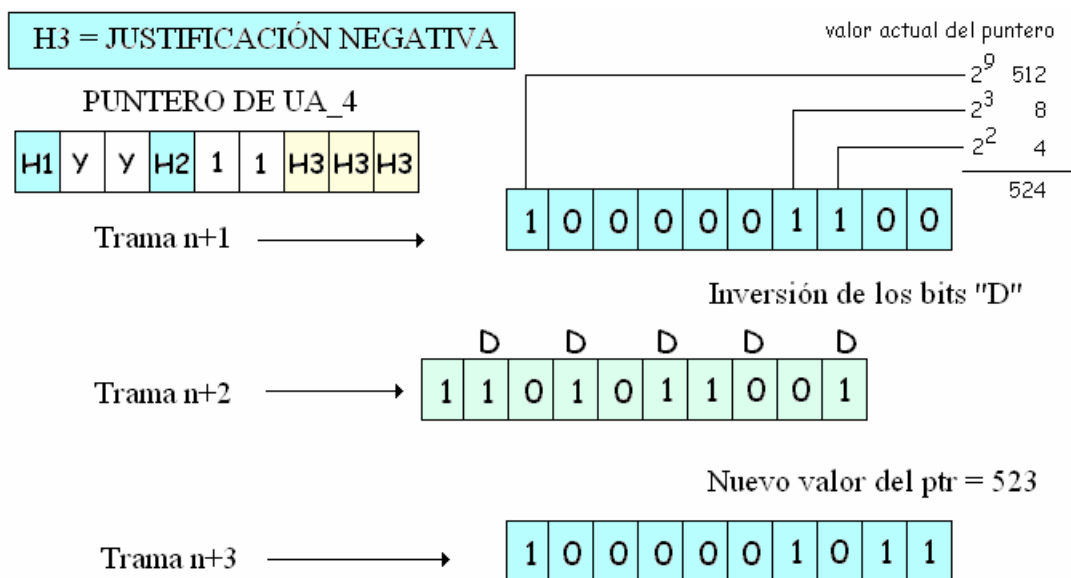 H3 = JUSTIFICACIÓN NEGATIVA
valor actual del puntero
2^9 512
2^3 8
2^2 4
524
PUNTERO DE UA_4
H1 Y Y H2 1 1 H3 H3 H3
Trama n+1
1 0 0 0 0 0 1 1 0 0
Inversión de los bits "D"
D D D D D
Trama n+2
1 1 0 1 0 1 1 0 0 1
Nuevo valor del ptr = 523
Trama n+3
1 0 0 0 0 0 1 0 1 1